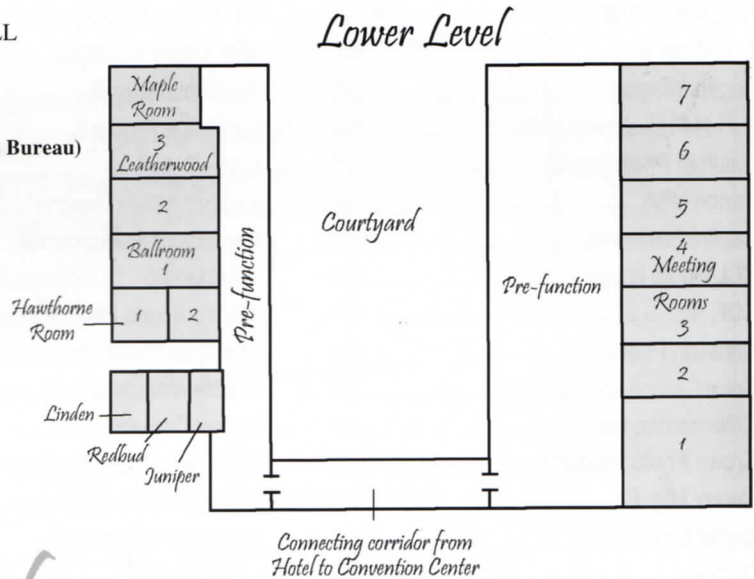 LL
Lower Level
Bureau)
Maple
Room
3
Leatherwood
2
Ballroom
1
Hawthorne
Room
1
2
Linden
Redbud
Juniper
Pre-function
Courtyard
Pre-function
7
6
5
4
Meeting
Rooms
3
2
1
Connecting corridor from
Hotel to Convention Center